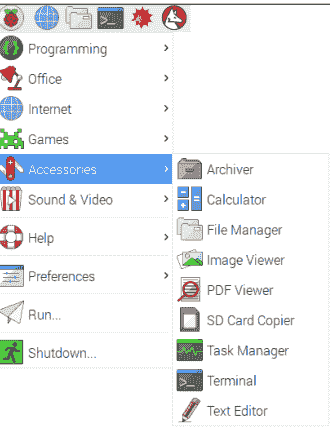 Programming
Office
Internet
Games
Accessories
Sound & Video
Help
Preferences
Run...
Shutdown...
Archiver
Calculator
File Manager
Image Viewer
PDF Viewer
SD Card Copier
Task Manager
Terminal
Text Editor